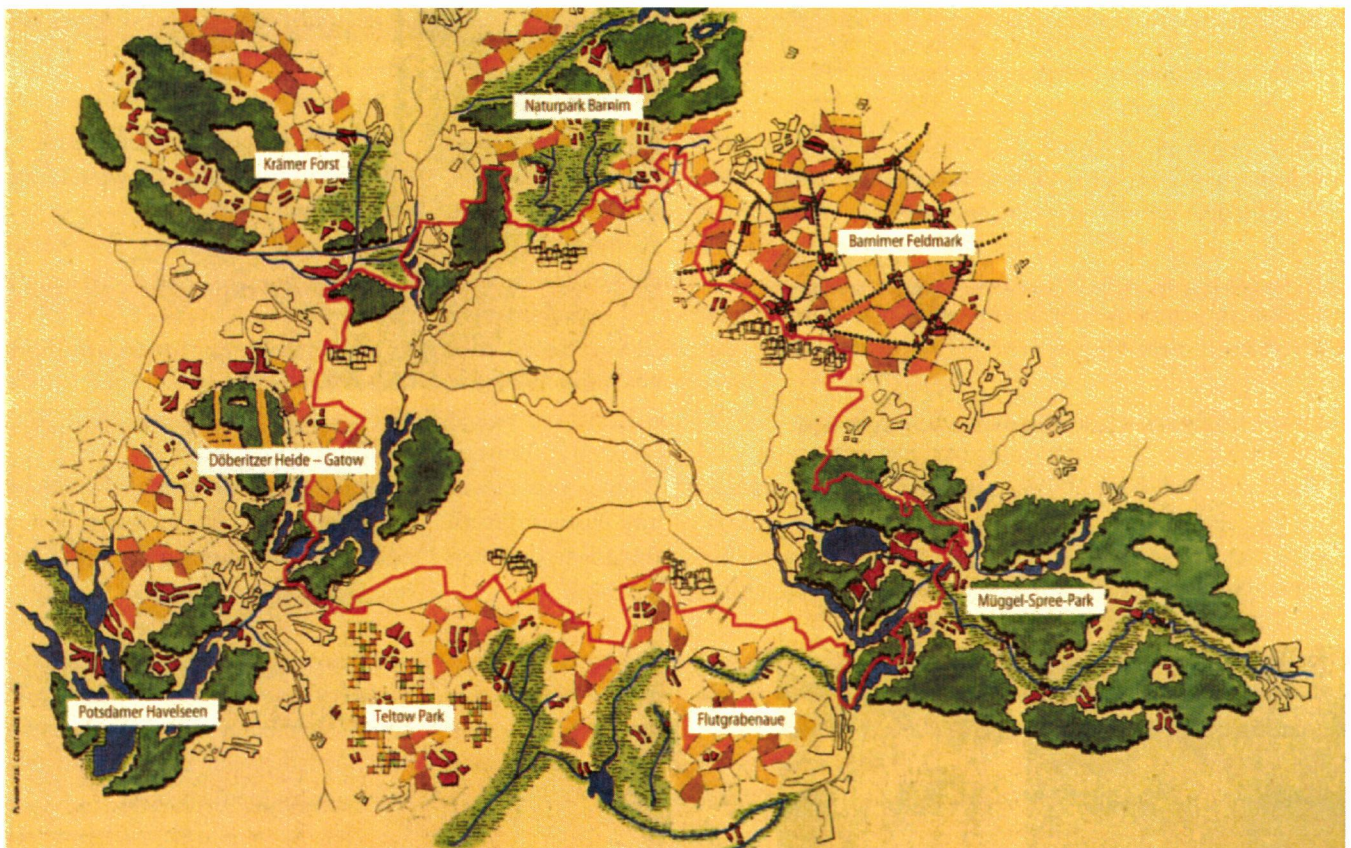 Naturpark Barnim
Krämer Forst
Barnimer Feldmark
Döberitzer Heide – Gatow
Müggel-Spree-Park
Potsdamer Havelseen
Teltow Park
Flutgrabenaue